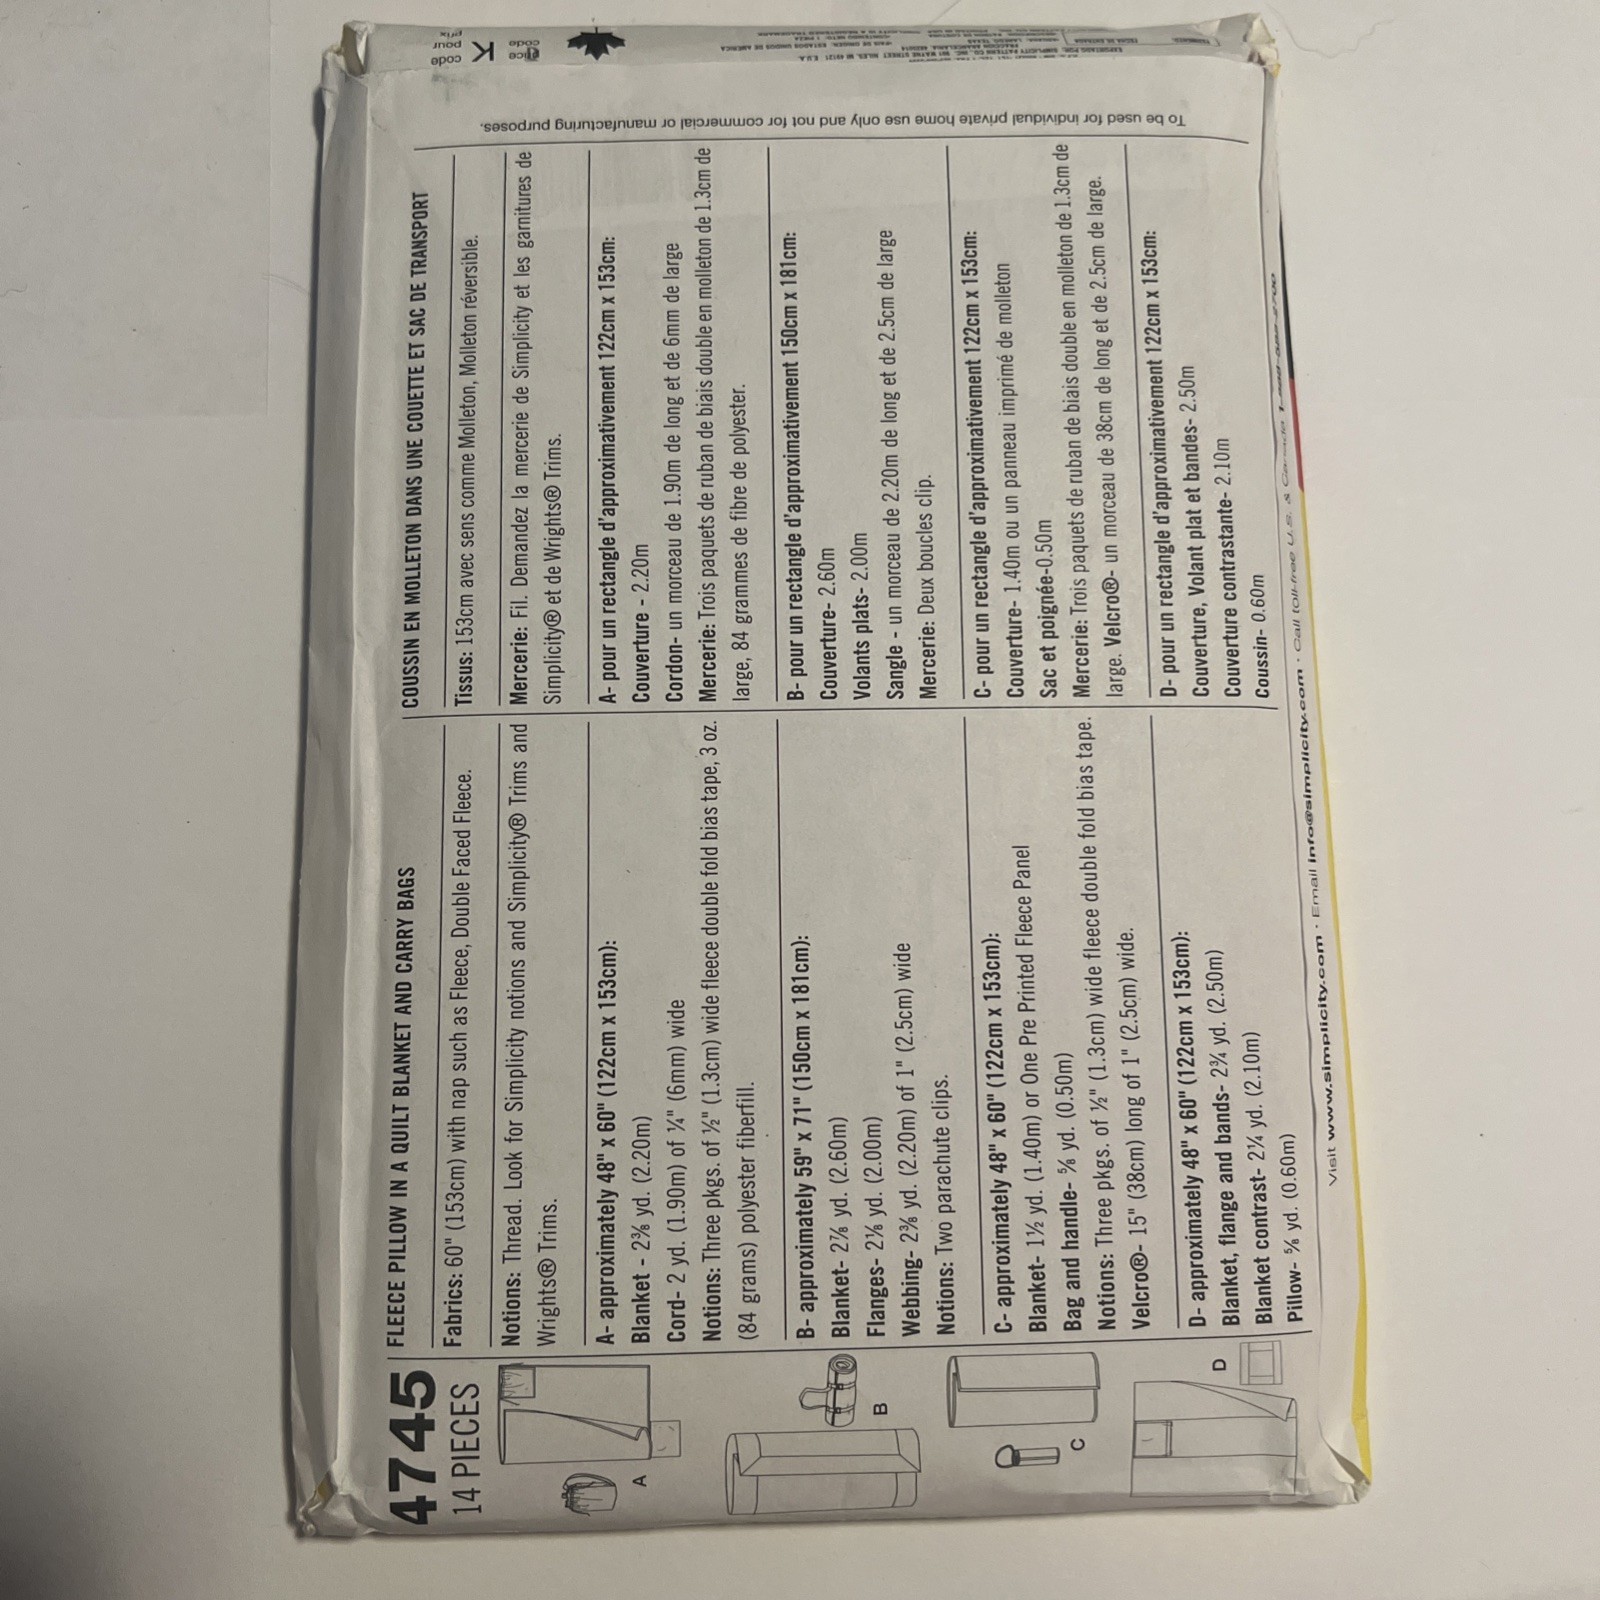 4745
14 PIECES
A
B
C
D
FLEECE PILLOW IN A QUILT BLANKET AND CARRY BAGS
Fabrics: 60" (153cm) with nap such as Fleece, Double Faced Fleece.
Notions: Thread. Look for Simplicity notions and Simplicity® Trims and
Wrights® Trims.
A- approximately 48" x 60" (122cm x 153cm):
Blanket - 2⅜ yd. (2.20m)
Cord- 2 yd. (1.90m) of ¼" (6mm) wide
Notions: Three pkgs. of ½" (1.3cm) wide fleece double fold bias tape, 3 oz.
(84 grams) polyester fiberfill.
B- approximately 59" x 71" (150cm x 181cm):
Blanket- 2⅞ yd. (2.60m)
Flanges- 2⅛ yd. (2.00m)
Webbing- 2⅜ yd. (2.20m) of 1" (2.5cm) wide
Notions: Two parachute clips.
C- approximately 48" x 60" (122cm x 153cm):
Blanket- 1½ yd. (1.40m) or One Pre Printed Fleece Panel
Bag and handle- ⅝ yd. (0.50m)
Notions: Three pkgs. of ½" (1.3cm) wide fleece double fold bias tape.
Velcro®- 15" (38cm) long of 1" (2.5cm) wide.
D- approximately 48" x 60" (122cm x 153cm):
Blanket, flange and bands- 2¾ yd. (2.50m)
Blanket contrast- 2¼ yd. (2.10m)
Pillow- ⅝ yd. (0.60m)
COUSSIN EN MOLLETON DANS UNE COUETTE ET SAC DE TRANSPORT
Tissus: 153cm avec sens comme Molleton, Molleton réversible.
Mercerie: Fil. Demandez la mercerie de Simplicity et les garnitures de
Simplicity® et de Wrights® Trims.
A- pour un rectangle d'approximativement 122cm x 153cm:
Couverture - 2.20m
Cordon- un morceau de 1.90m de long et de 6mm de large
Mercerie: Trois paquets de ruban de biais double en molleton de 1.3cm de
large, 84 grammes de fibre de polyester.
B- pour un rectangle d'approximativement 150cm x 181cm:
Couverture- 2.60m
Volants plats- 2.00m
Sangle - un morceau de 2.20m de long et de 2.5cm de large
Mercerie: Deux boucles clip.
C- pour un rectangle d'approximativement 122cm x 153cm:
Couverture- 1.40m ou un panneau imprimé de molleton
Sac et poignée-0.50m
Mercerie: Trois paquets de ruban de biais double en molleton de 1.3cm de
large. Velcro®- un morceau de 38cm de long et de 2.5cm de large.
D- pour un rectangle d'approximativement 122cm x 153cm:
Couverture, Volant plat et bandes- 2.50m
Couverture contrastante- 2.10m
Coussin- 0.60m
Visit www.simplicity.com · Email info@simplicity.com · Call toll-free U.S. & Canada
To be used for individual private home use only and not for commercial or manufacturing purposes.
price
code
K
code
pour
prix